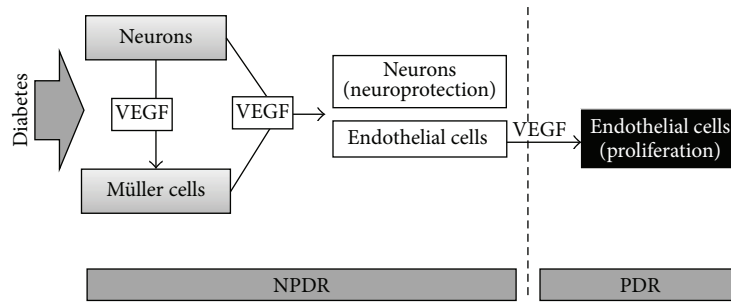 Diabetes
Neurons
VEGF
Müller cells
VEGF
Neurons
(neuroprotection)
Endothelial cells
VEGF
Endothelial cells
(proliferation)
NPDR
PDR